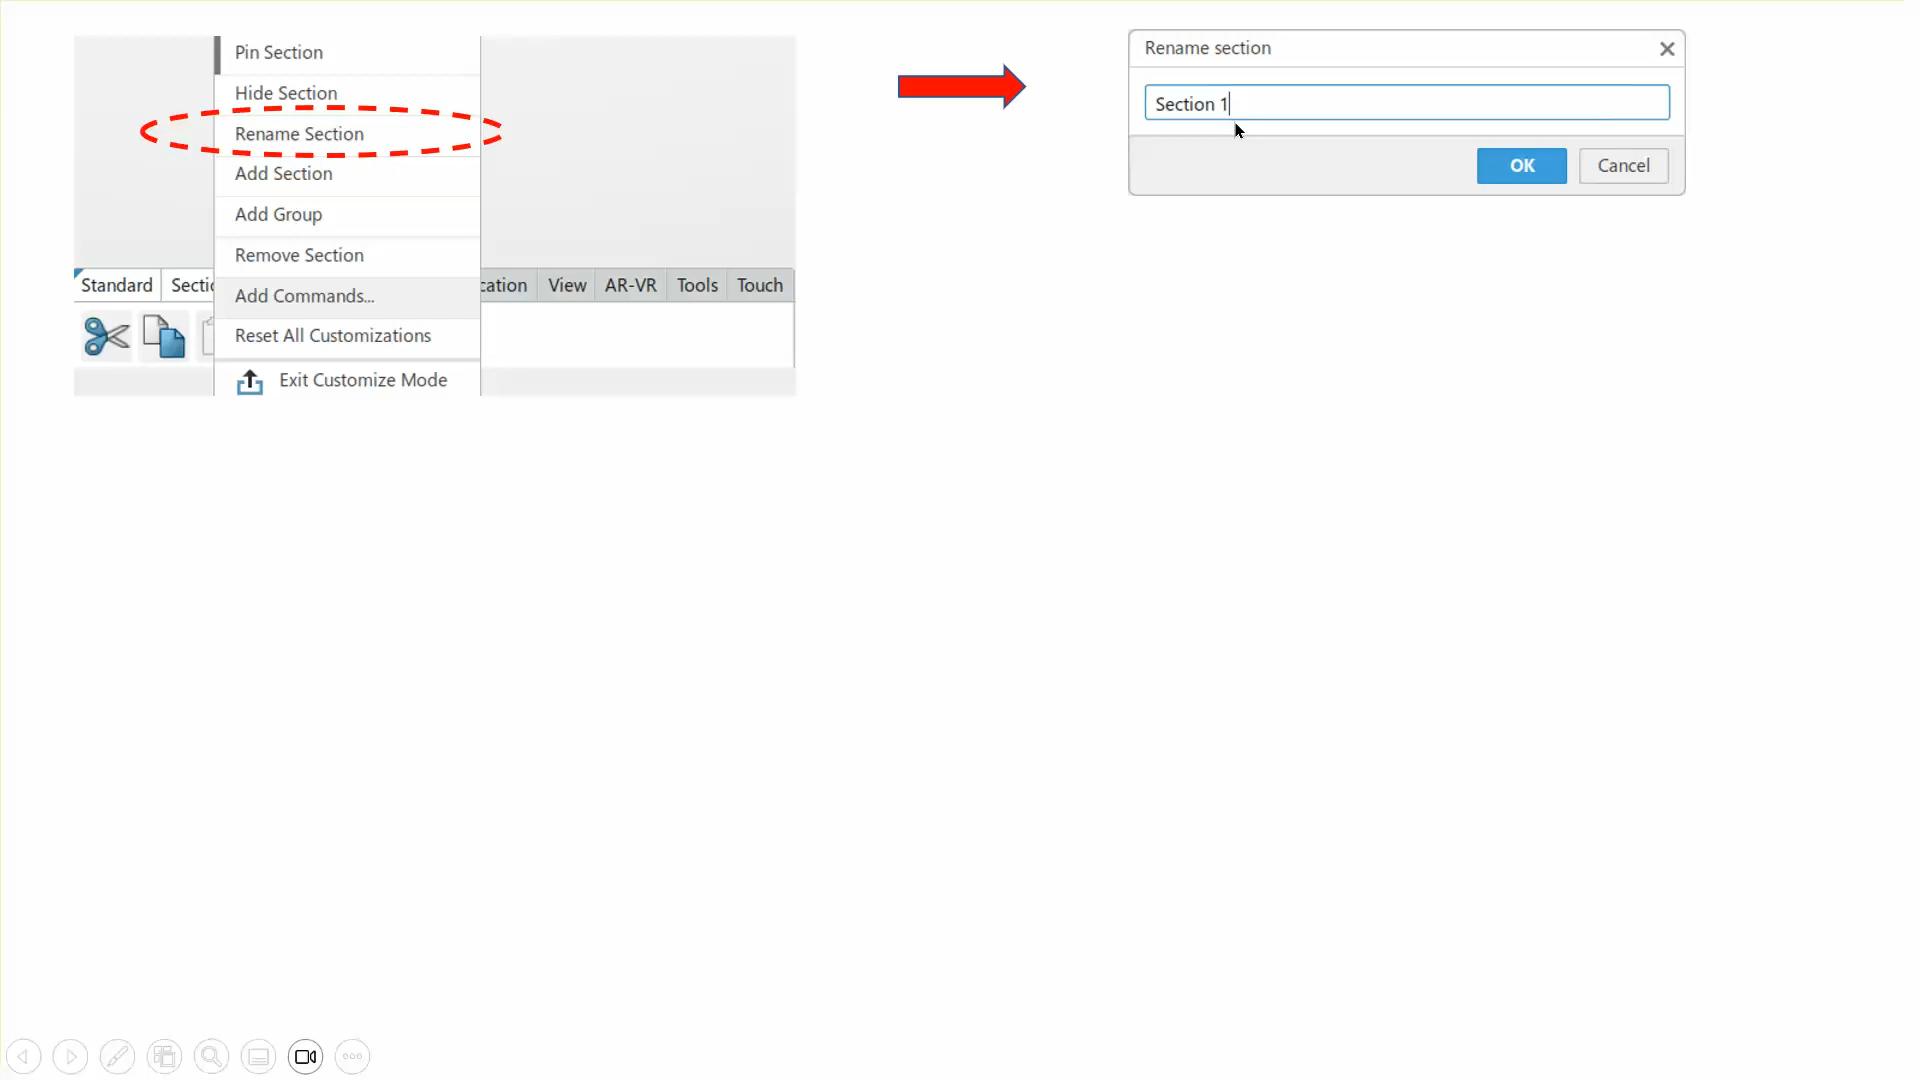 Pin Section
Hide Section
Rename Section
Add Section
Add Group
Remove Section
Add Commands...
Reset All Customizations
Exit Customize Mode
Standard
View
AR-VR
Tools
Touch
Rename section
Section 1
OK
Cancel